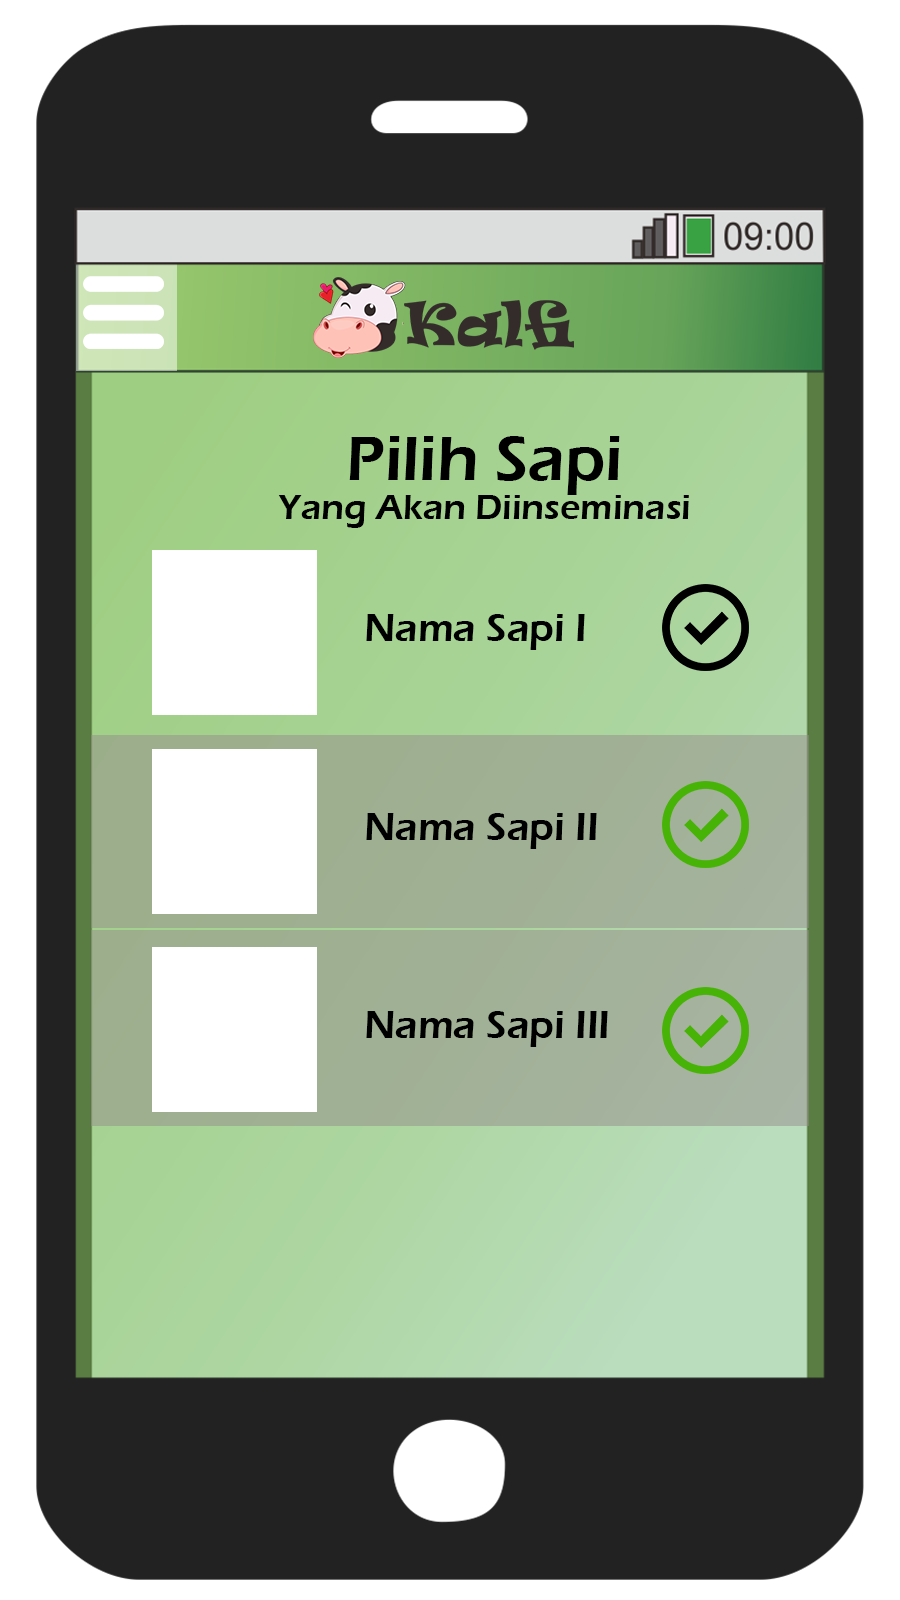 09:00
Kalfi
Pilih Sapi
Yang Akan Diinseminasi
Nama Sapi I
Nama Sapi II
Nama Sapi III